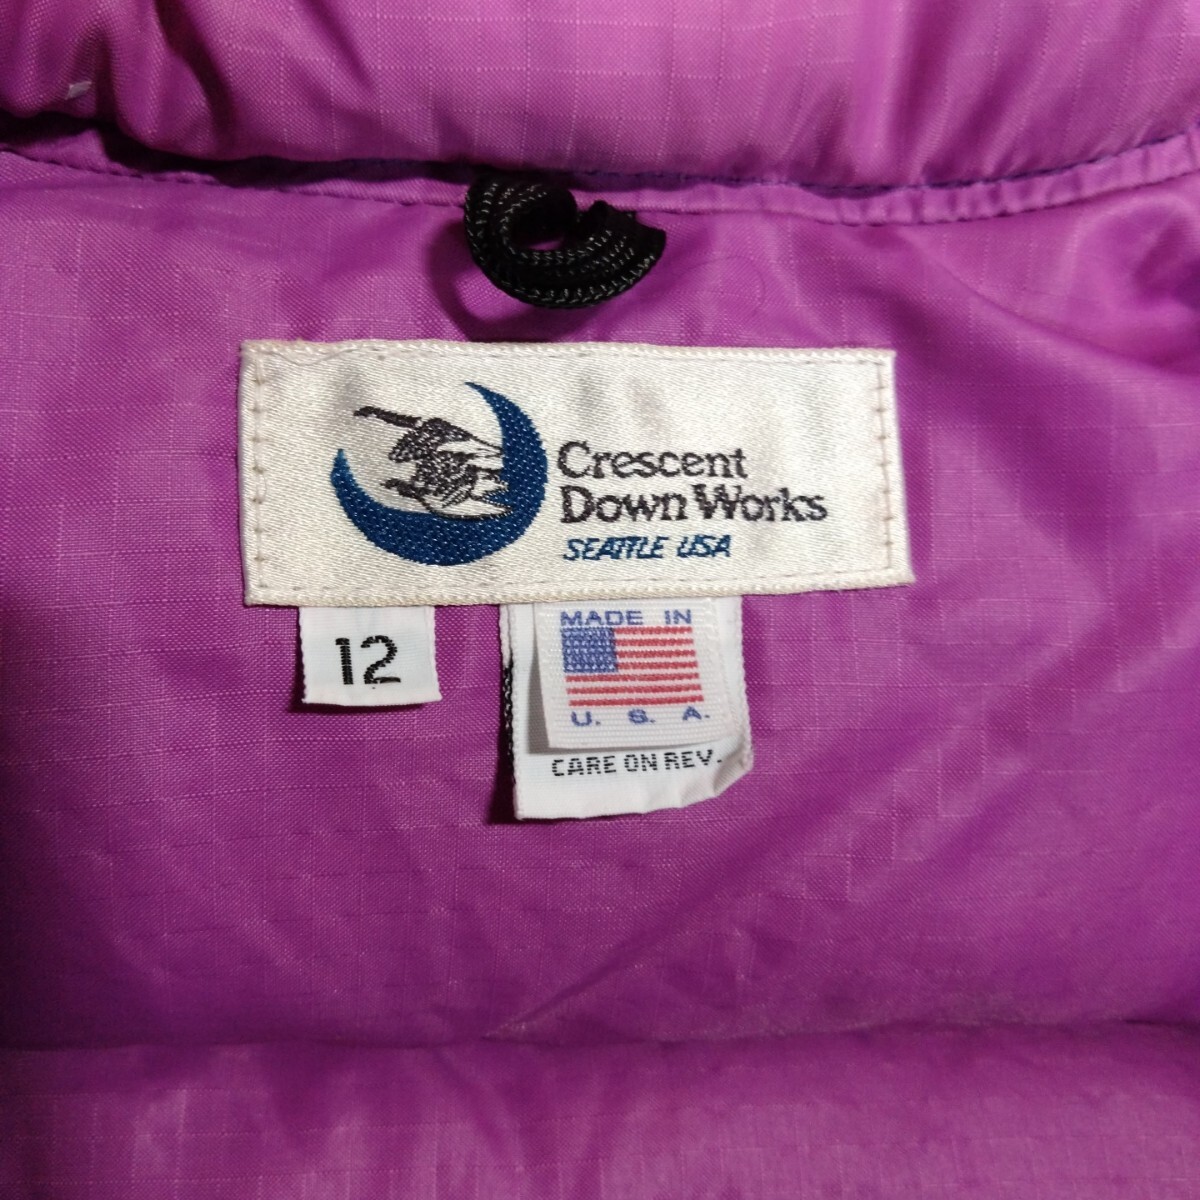 Crescent
Down Works
SEATTLE USA
12
MADE IN
U. S. A.
CARE ON REV.